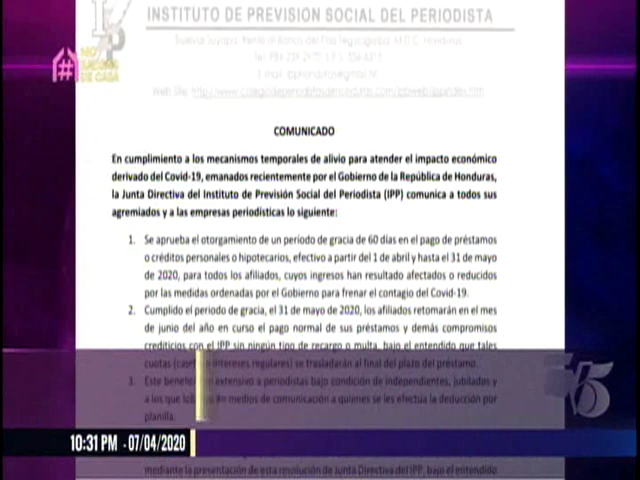 INSTITUTO DE PREVISIÓN SOCIAL DEL PERIODISTA
COMUNICADO
En cumplimiento a los mecanismos temporales de alivio para atender el impacto económico
derivado del Covid-19, emanados recientemente por el Gobierno de la República de Honduras,
la Junta Directiva del Instituto de Previsión Social del Periodista (IPP) comunica a todos sus
agremiados y a las empresas periodísticas lo siguiente:
1. Se aprueba el otorgamiento de un periodo de gracia de 60 días en el pago de préstamos
o créditos personales o hipotecarios, efectivo a partir del 1 de abril y hasta el 31 de mayo
de 2020, para todos los afiliados, cuyos ingresos han resultado afectados o reducidos
por las medidas ordenadas por el Gobierno para frenar el contagio del Covid-19.
2. Cumplido el periodo de gracia, el 31 de mayo de 2020, los afiliados retomarán en el mes
de junio del año en curso el pago normal de sus préstamos y demás compromisos
crediticios con el IPP sin ningún tipo de recargo o multa, bajo el entendido que tales
cuotas intereses regulares) se trasladarán al final del plazo del préstamo.
3. Este extensivo a periodistas bajo condición de independientes, jubilados y
a los que en medios de comunicación a quienes se les efectúa la deducción por
planilla.
10:31 PM - 07/04/2020
mediante la presentación de esta resolución de Junta Directiva del IPP, bajo el entendido
#
DE CASA
5